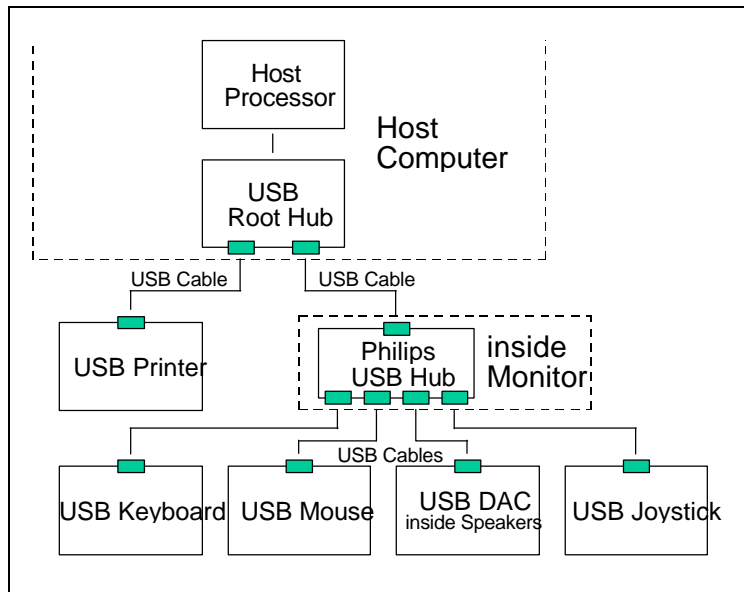 Host
Processor
Host
Computer
USB
Root Hub
USB Cable
USB Cable
USB Printer
Philips
USB Hub
inside
Monitor
USB Cables
USB Keyboard
USB Mouse
USB DAC
inside Speakers
USB Joystick